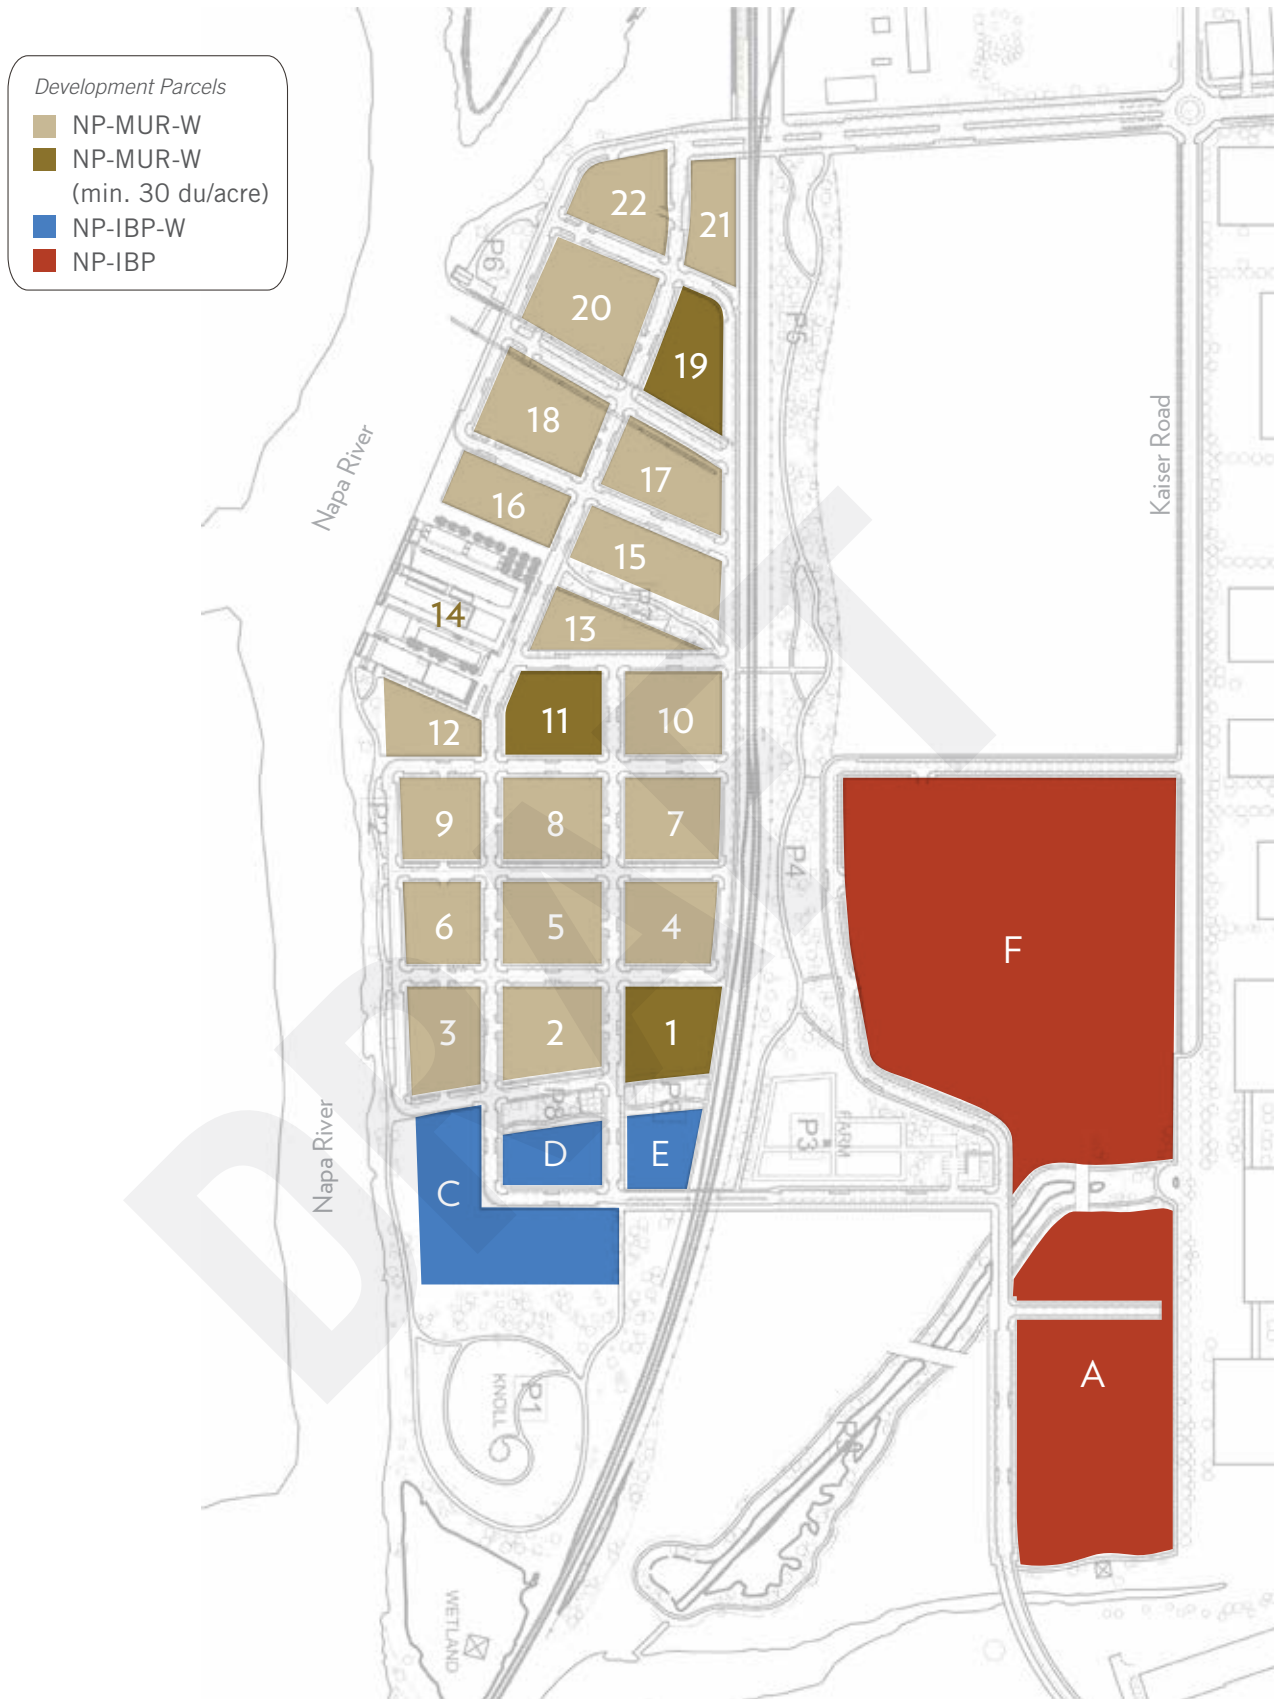 Development Parcels
NP-MUR-W
NP-MUR-W
(min. 30 du/acre)
NP-IBP-W
NP-IBP
22
21
P6
20
P5
19
18
Kaiser Road
17
Napa River
16
15
14
13
12
11
10
P2
9
8
7
P4
6
5
4
F
3
2
1
P8
FARM
P3
Napa River
C
D
E
A
P1
KNOLL
WETLAND
DRAFT